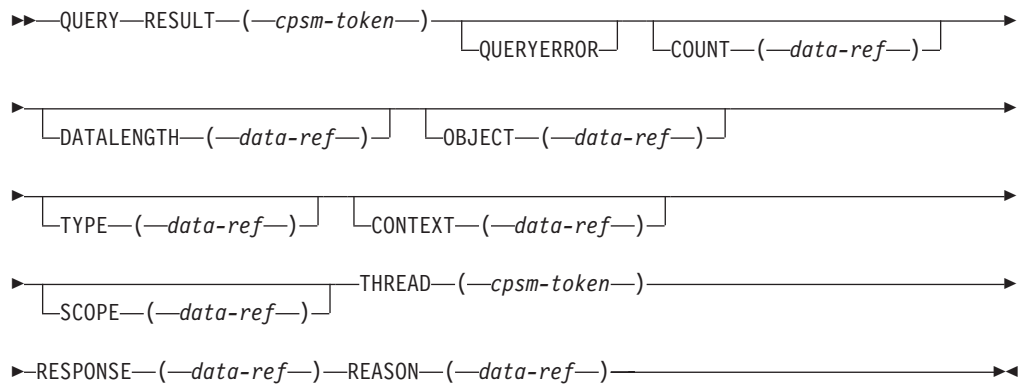 QUERY RESULT ( cpsm-token )
QUERYERROR COUNT ( data-ref )
DATALENGTH ( data-ref ) OBJECT ( data-ref )
TYPE ( data-ref ) CONTEXT ( data-ref )
THREAD ( cpsm-token )
SCOPE ( data-ref )
RESPONSE ( data-ref ) REASON ( data-ref )